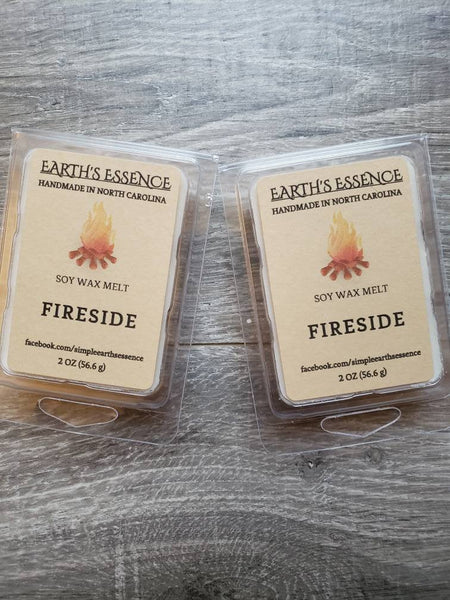 EARTH'S ESSENCE
HANDMADE IN NORTH CAROLINA
SOY WAX MELT
FIRESIDE
facebook.com/simpleearthsessence
2 OZ (56.6 g)
EARTH'S ESSENCE
HANDMADE IN NORTH CAROLINA
SOY WAX MELT
FIRESIDE
facebook.com/simpleearthsessence
2 OZ (56.6 g)